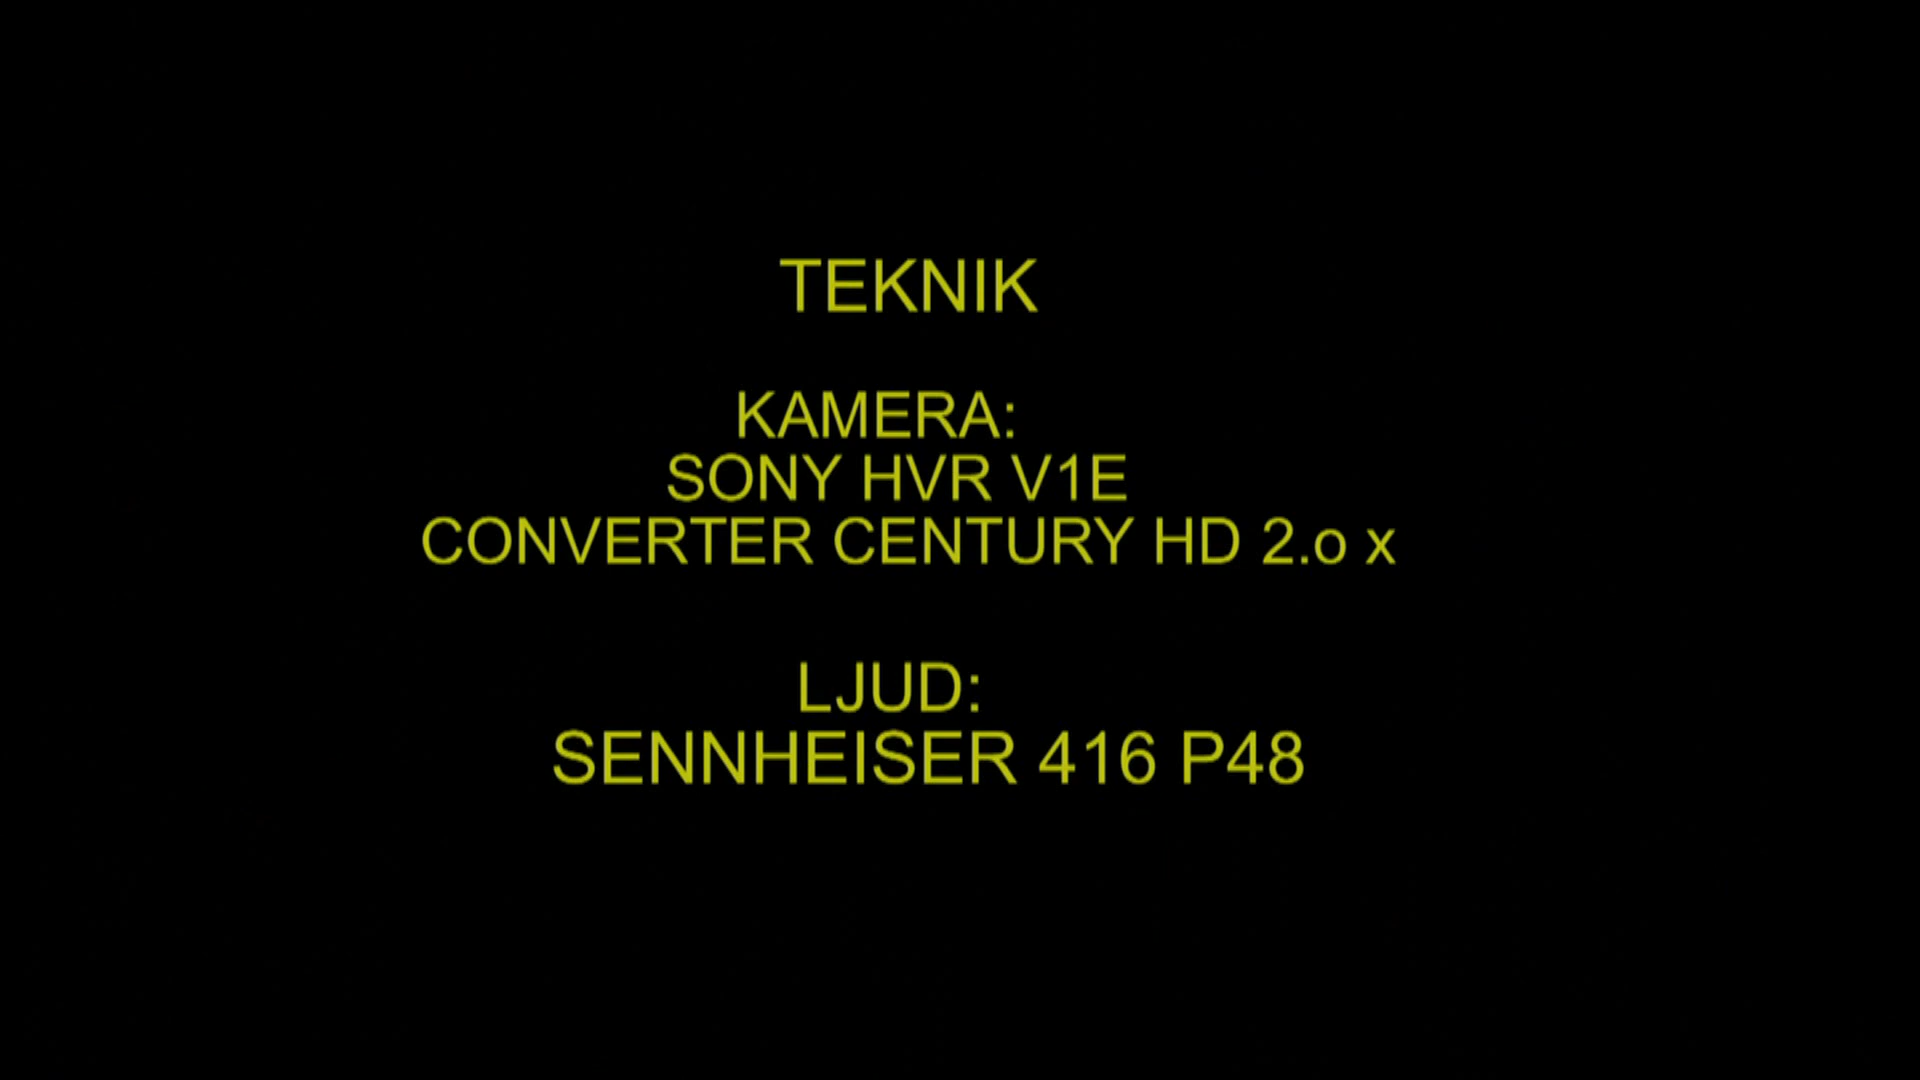 TEKNIK
KAMERA:
SONY HVR V1E
CONVERTER CENTURY HD 2.o x
LJUD:
SENNHEISER 416 P48